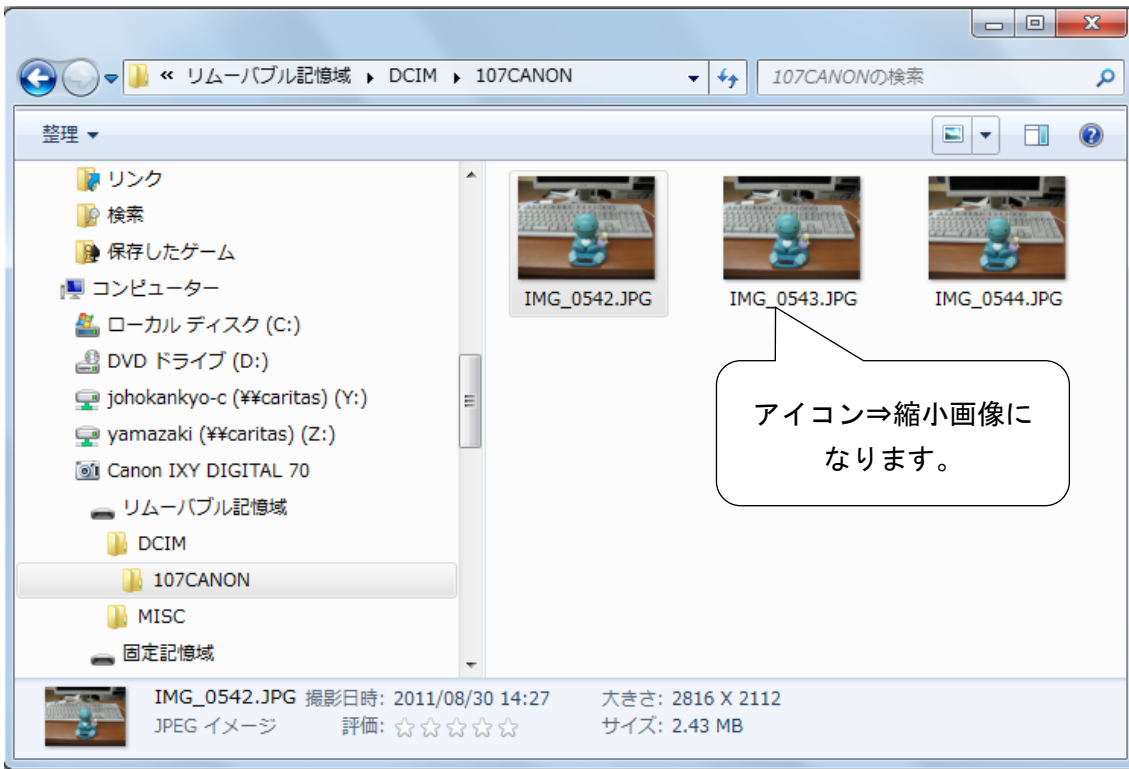 « リムーバブル記憶域 ▸ DCIM ▸ 107CANON
107CANONの検索
整理 ▼
リンク
検索
保存したゲーム
コンピューター
ローカル ディスク (C:)
DVD ドライブ (D:)
johokankyo-c (¥¥caritas) (Y:)
yamazaki (¥¥caritas) (Z:)
Canon IXY DIGITAL 70
リムーバブル記憶域
DCIM
107CANON
MISC
固定記憶域
IMG_0542.JPG
IMG_0543.JPG
IMG_0544.JPG
アイコン⇒縮小画像に
なります。
IMG_0542.JPG 撮影日時: 2011/08/30 14:27 大きさ: 2816 X 2112
JPEG イメージ 評価: ☆☆☆☆☆ サイズ: 2.43 MB